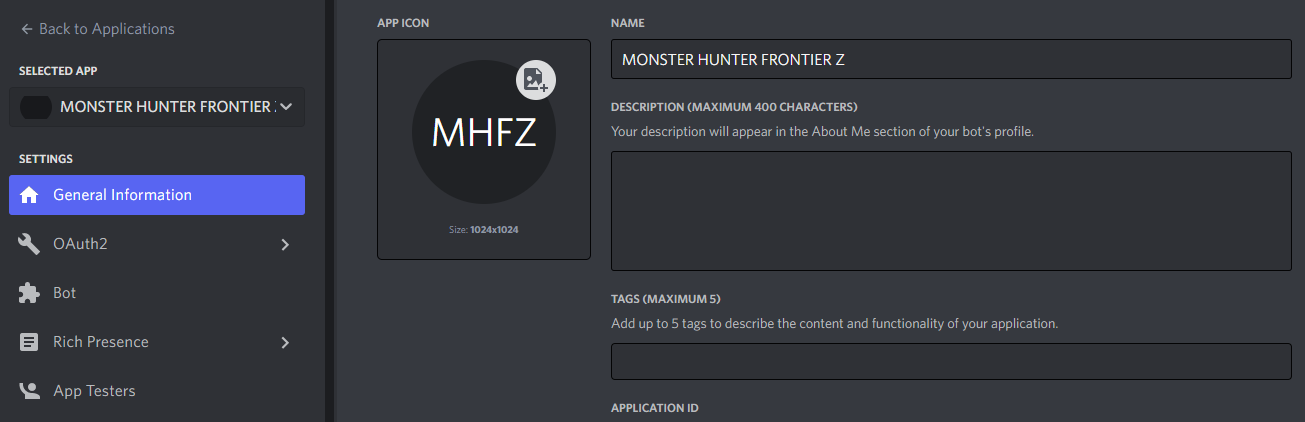 Back to Applications
SELECTED APP
MONSTER HUNTER FRONTIER
SETTINGS
General Information
OAuth2
Bot
Rich Presence
App Testers
APP ICON
MHFZ
Size: 1024x1024
NAME
MONSTER HUNTER FRONTIER Z
DESCRIPTION (MAXIMUM 400 CHARACTERS)
Your description will appear in the About Me section of your bot's profile.
TAGS (MAXIMUM 5)
Add up to 5 tags to describe the content and functionality of your application.
APPLICATION ID